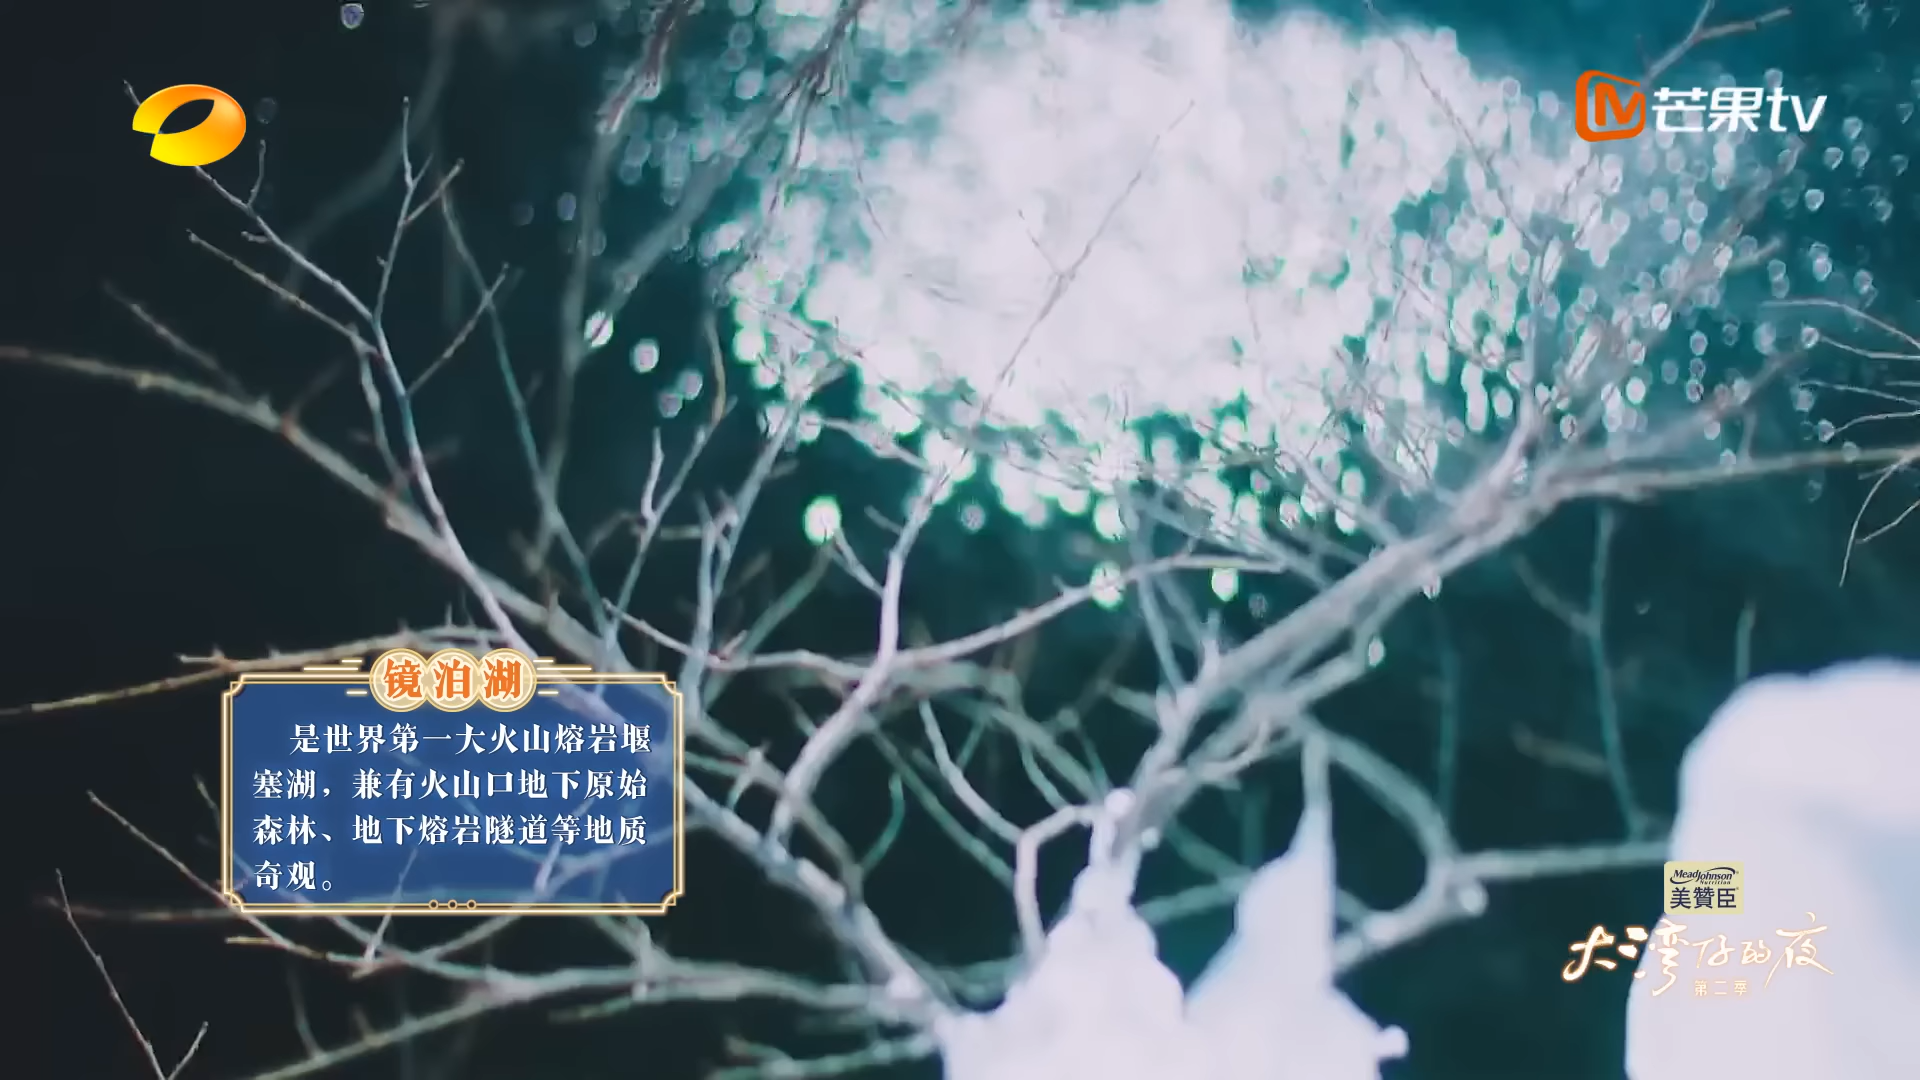 芒果tv
镜泊湖
是世界第一大火山熔岩堰
塞湖，兼有火山口地下原始
森林、地下熔岩隧道等地质
奇观。
MeadJohnson
Nutrition
美赞臣
大湾仔的夜
第二季